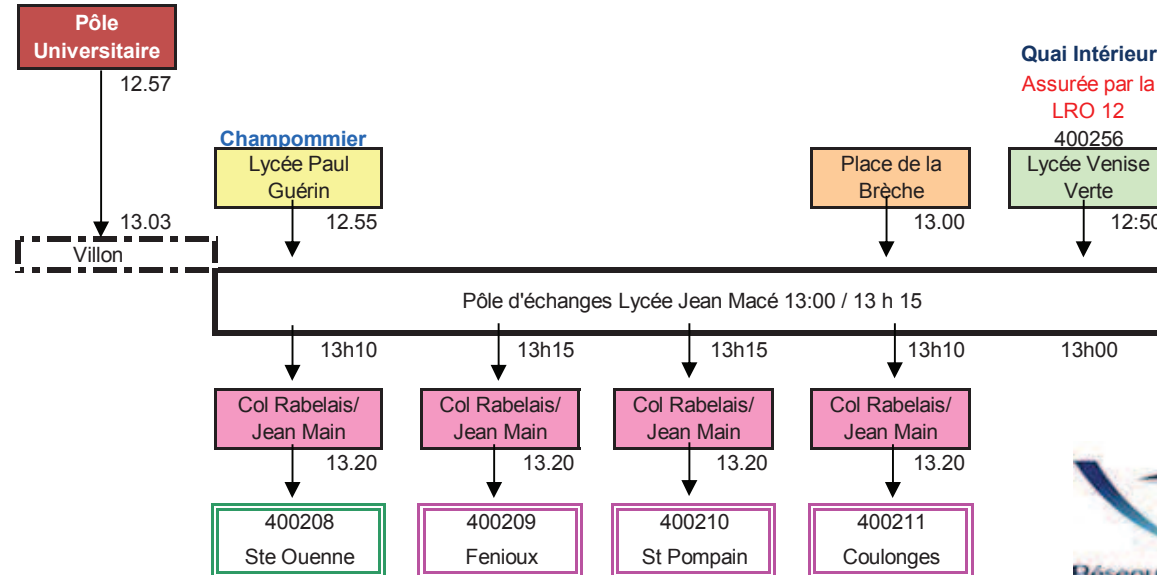 Pôle
Universitaire
12.57
Quai Intérieur
Assurée par la
LRO 12
400256
Champommier
Lycée Paul
Guérin
Place de la
Brèche
Lycée Venise
Verte
13.03
12.55
13.00
12:50
Villon
Pôle d'échanges Lycée Jean Macé 13:00 / 13 h 15
13h10
13h15
13h15
13h10
13h00
Col Rabelais/
Jean Main
Col Rabelais/
Jean Main
Col Rabelais/
Jean Main
Col Rabelais/
Jean Main
13.20
13.20
13.20
13.20
400208
Ste Ouenne
400209
Fenioux
400210
St Pompain
400211
Coulonges